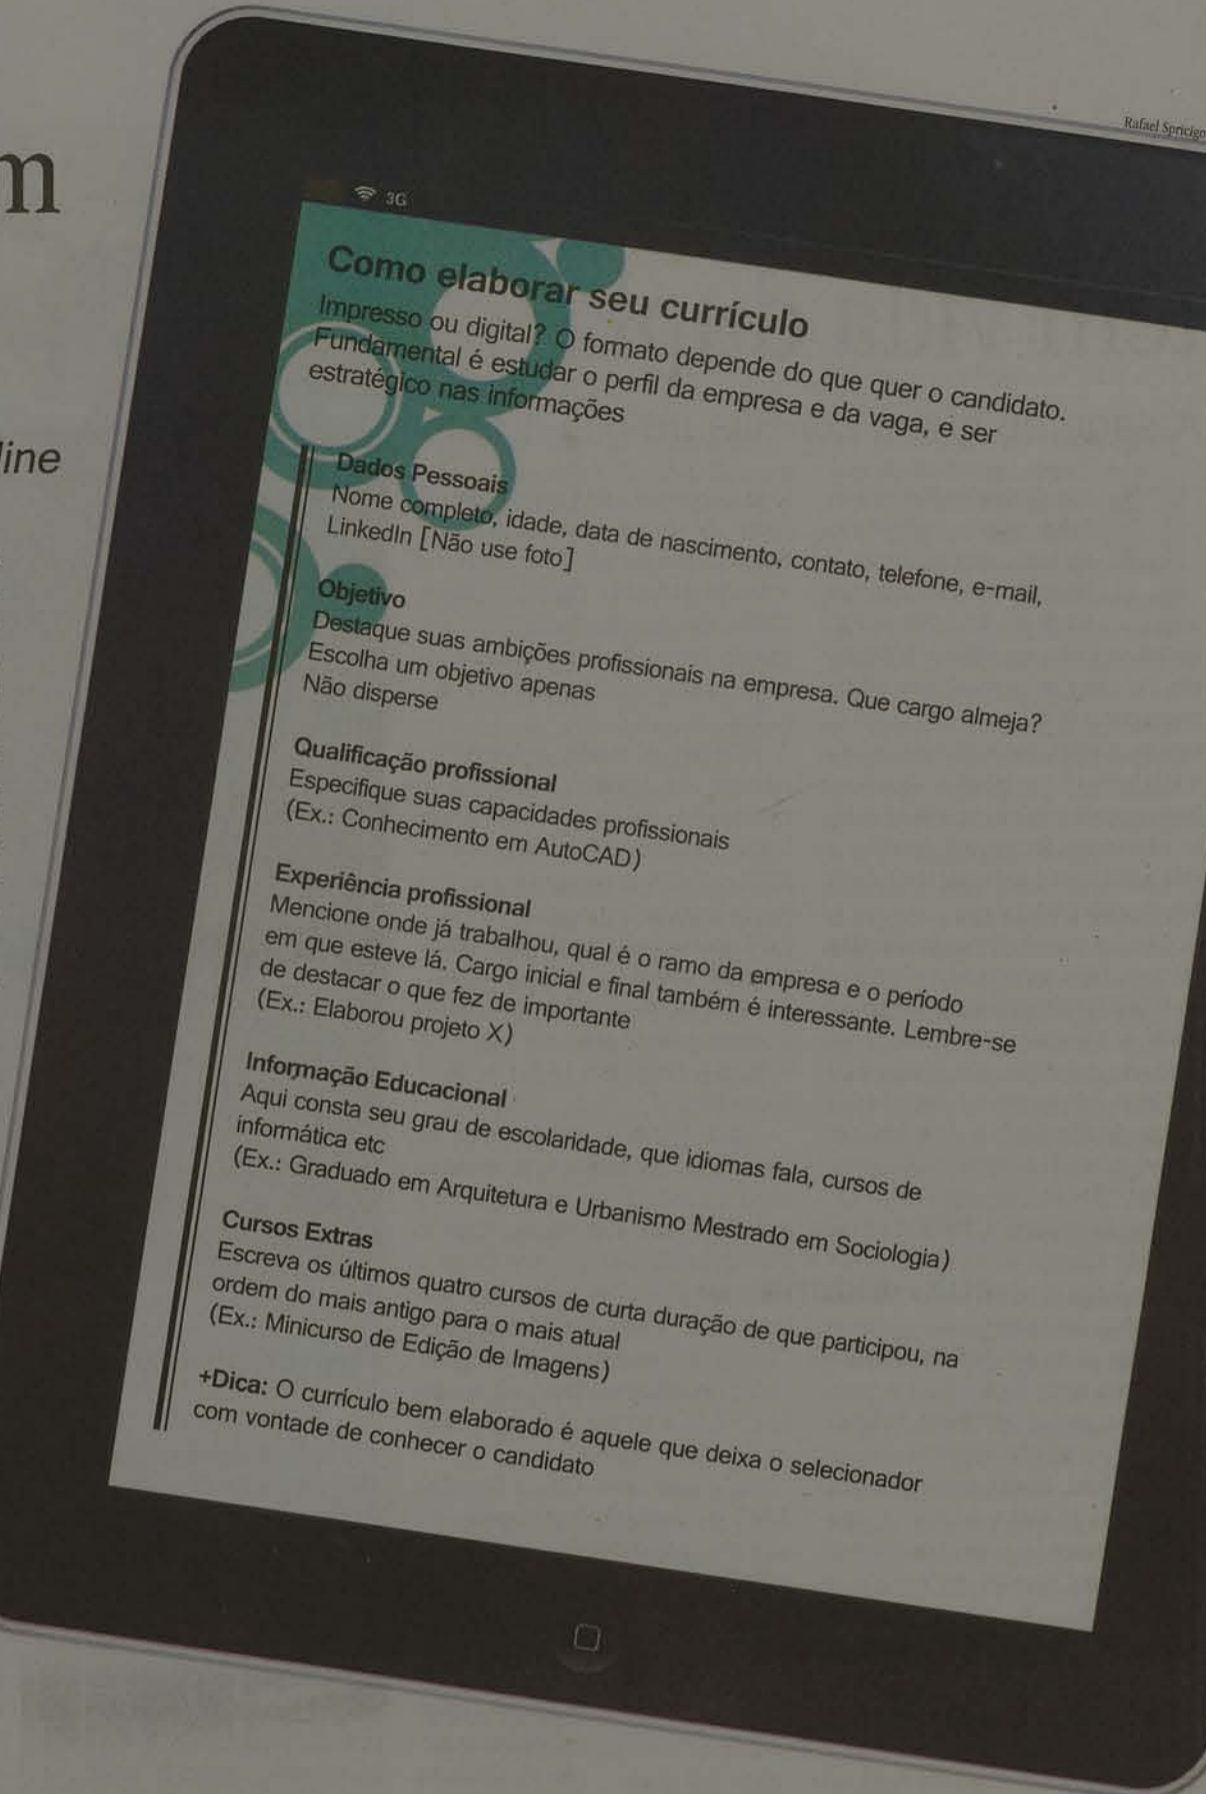 m
line
Rafael Spricigo
3G
Como elaborar seu currículo
Impresso ou digital? O formato depende do que quer o candidato.
Fundamental é estudar o perfil da empresa e da vaga, e ser
estratégico nas informações
Dados Pessoais
Nome completo, idade, data de nascimento, contato, telefone, e-mail,
LinkedIn [Não use foto]
Objetivo
Destaque suas ambições profissionais na empresa. Que cargo almeja?
Escolha um objetivo apenas
Não disperse
Qualificação profissional
Especifique suas capacidades profissionais
(Ex.: Conhecimento em AutoCAD)
Experiência profissional
Mencione onde já trabalhou, qual é o ramo da empresa e o período
em que esteve lá. Cargo inicial e final também é interessante. Lembre-se
de destacar o que fez de importante
(Ex.: Elaborou projeto X)
Informação Educacional
Aqui consta seu grau de escolaridade, que idiomas fala, cursos de
informática etc
(Ex.: Graduado em Arquitetura e Urbanismo Mestrado em Sociologia)
Cursos Extras
Escreva os últimos quatro cursos de curta duração de que participou, na
ordem do mais antigo para o mais atual
(Ex.: Minicurso de Edição de Imagens)
+Dica: O currículo bem elaborado é aquele que deixa o selecionador
com vontade de conhecer o candidato